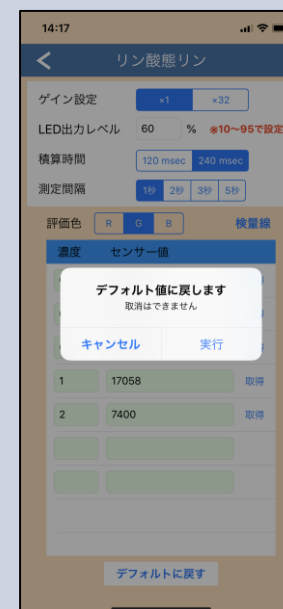 14:17
リン酸態リン
ゲイン設定 ×1 ×32
LED出力レベル 60 % ※10~95で設定
積算時間 120 msec 240 msec
測定間隔 1秒 2秒 3秒 5秒
評価色 R G B 検量線
濃度 センサー値
デフォルト値に戻します
取消はできません
キャンセル 実行
1 17058 取得
2 7400 取得
デフォルトに戻す